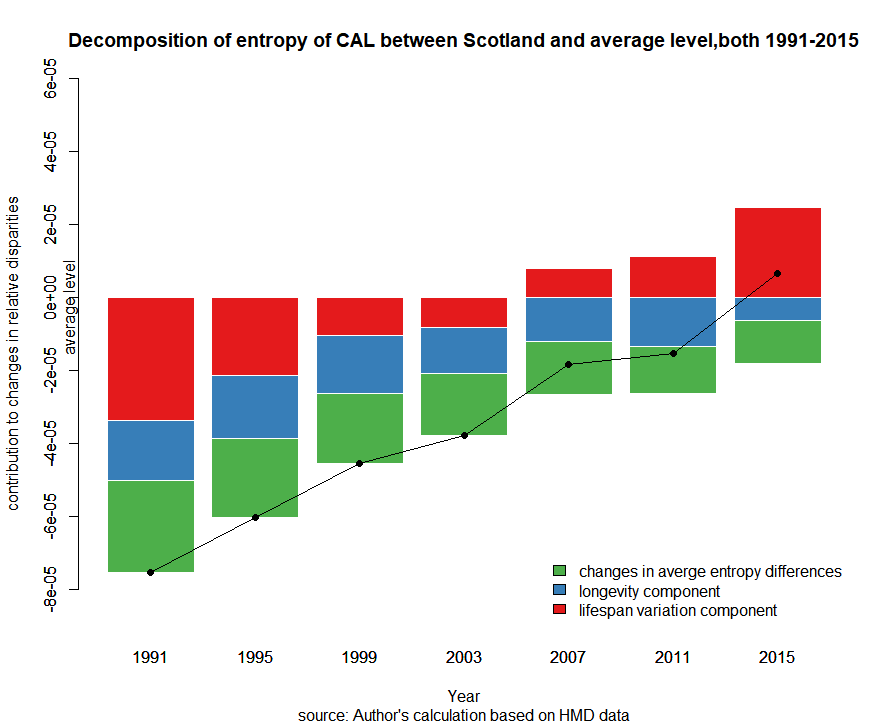 Decomposition of entropy of CAL between Scotland and average level,both 1991-2015
contribution to changes in relative disparities
average level
6e-05
4e-05
2e-05
0e+00
-2e-05
-4e-05
-6e-05
-8e-05
changes in averge entropy differences
longevity component
lifespan variation component
1991 1995 1999 2003 2007 2011 2015
Year
source: Author's calculation based on HMD data